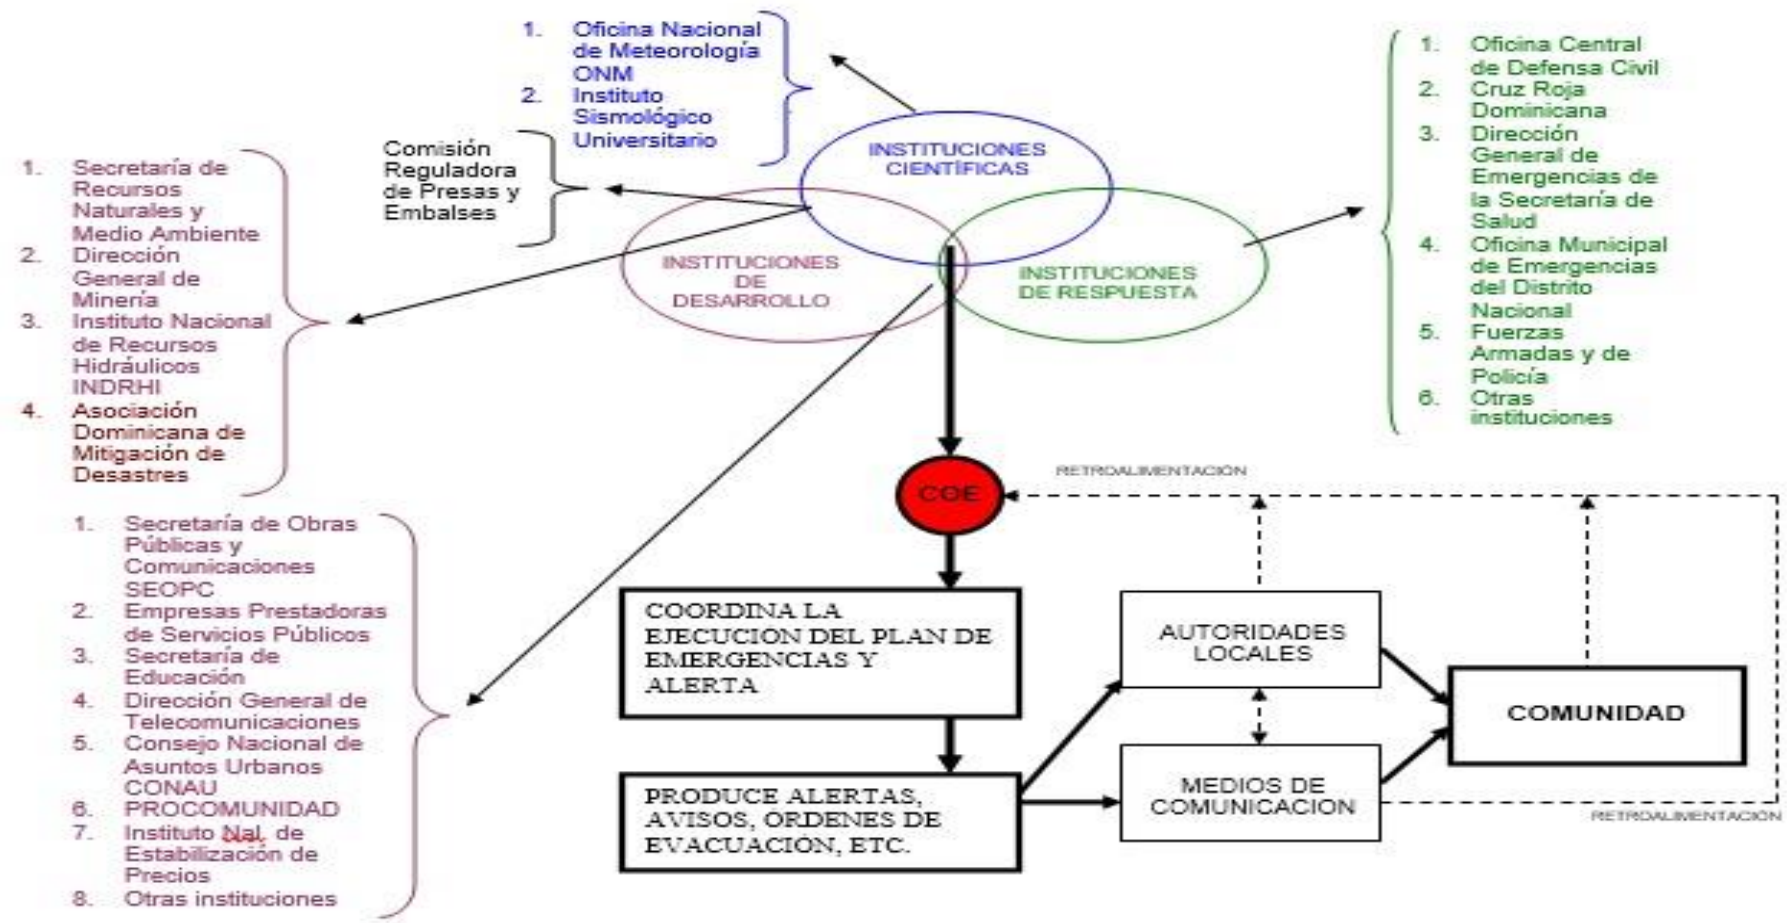 1. Oficina Nacional
de Meteorología
ONM
2. Instituto
Sismológico
Universitario
Comisión
Reguladora
de Presas y
Embalses
1. Secretaría de
Recursos
Naturales y
Medio Ambiente
2. Dirección
General de
Minería
3. Instituto Nacional
de Recursos
Hidráulicos
INDRHI
4. Asociación
Dominicana de
Mitigación de
Desastres
1. Secretaría de Obras
Públicas y
Comunicaciones
SEOPC
2. Empresas Prestadoras
de Servicios Públicos
3. Secretaría de
Educación
4. Dirección General de
Telecomunicaciones
5. Consejo Nacional de
Asuntos Urbanos
CONAU
6. PROCOMUNIDAD
7. Instituto Nal. de
Estabilización de
Precios
8. Otras instituciones
INSTITUCIONES
CIENTÍFICAS
INSTITUCIONES
DE
DESARROLLO
INSTITUCIONES
DE RESPUESTA
1. Oficina Central
de Defensa Civil
2. Cruz Roja
Dominicana
3. Dirección
General de
Emergencias de
la Secretaría de
Salud
4. Oficina Municipal
de Emergencias
del Distrito
Nacional
5. Fuerzas
Armadas y de
Policía
6. Otras
instituciones
COE
RETROALIMENTACIÓN
COORDINA LA
EJECUCIÓN DEL PLAN DE
EMERGENCIAS Y
ALERTA
PRODUCE ALERTAS,
AVISOS, ÓRDENES DE
EVACUACIÓN, ETC.
AUTORIDADES
LOCALES
MEDIOS DE
COMUNICACION
COMUNIDAD
RETROALIMENTACIÓN